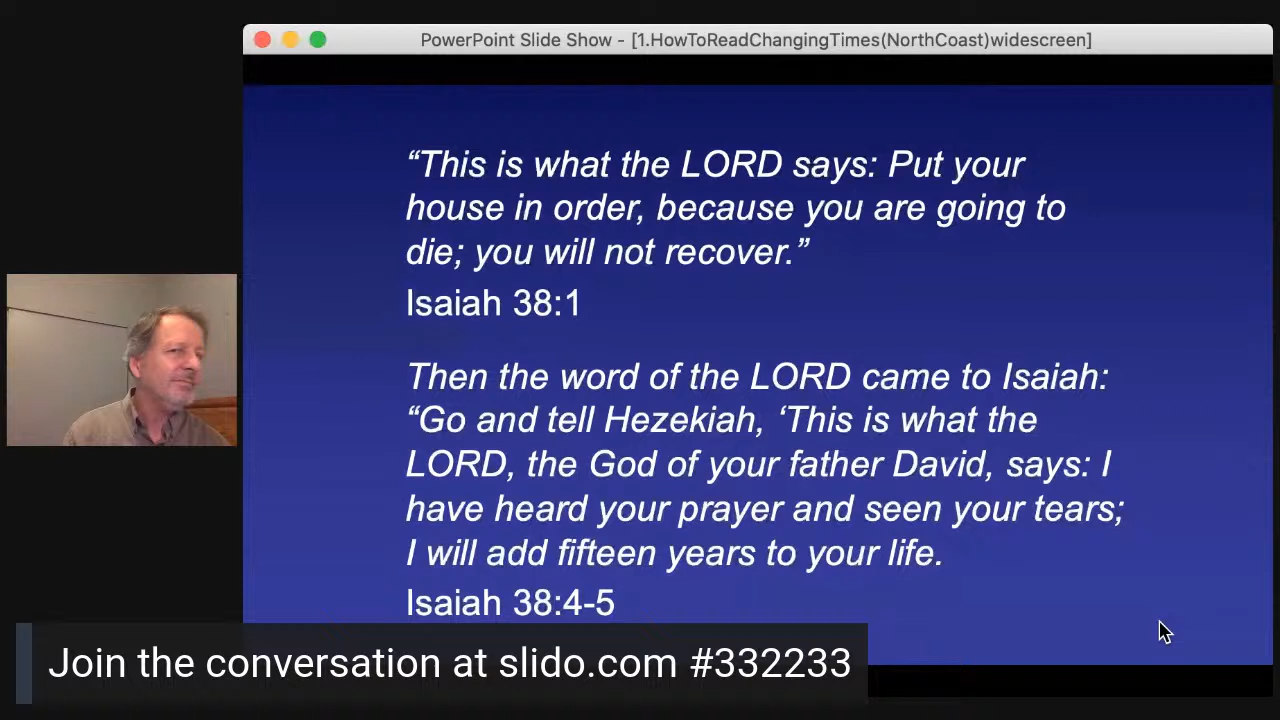 PowerPoint Slide Show - [1.HowToReadChangingTimes(NorthCoast)widescreen]
“This is what the LORD says: Put your
house in order, because you are going to
die; you will not recover.”
Isaiah 38:1
Then the word of the LORD came to Isaiah:
“Go and tell Hezekiah, ‘This is what the
LORD, the God of your father David, says: I
have heard your prayer and seen your tears;
I will add fifteen years to your life.
Isaiah 38:4-5
Join the conversation at slido.com #332233